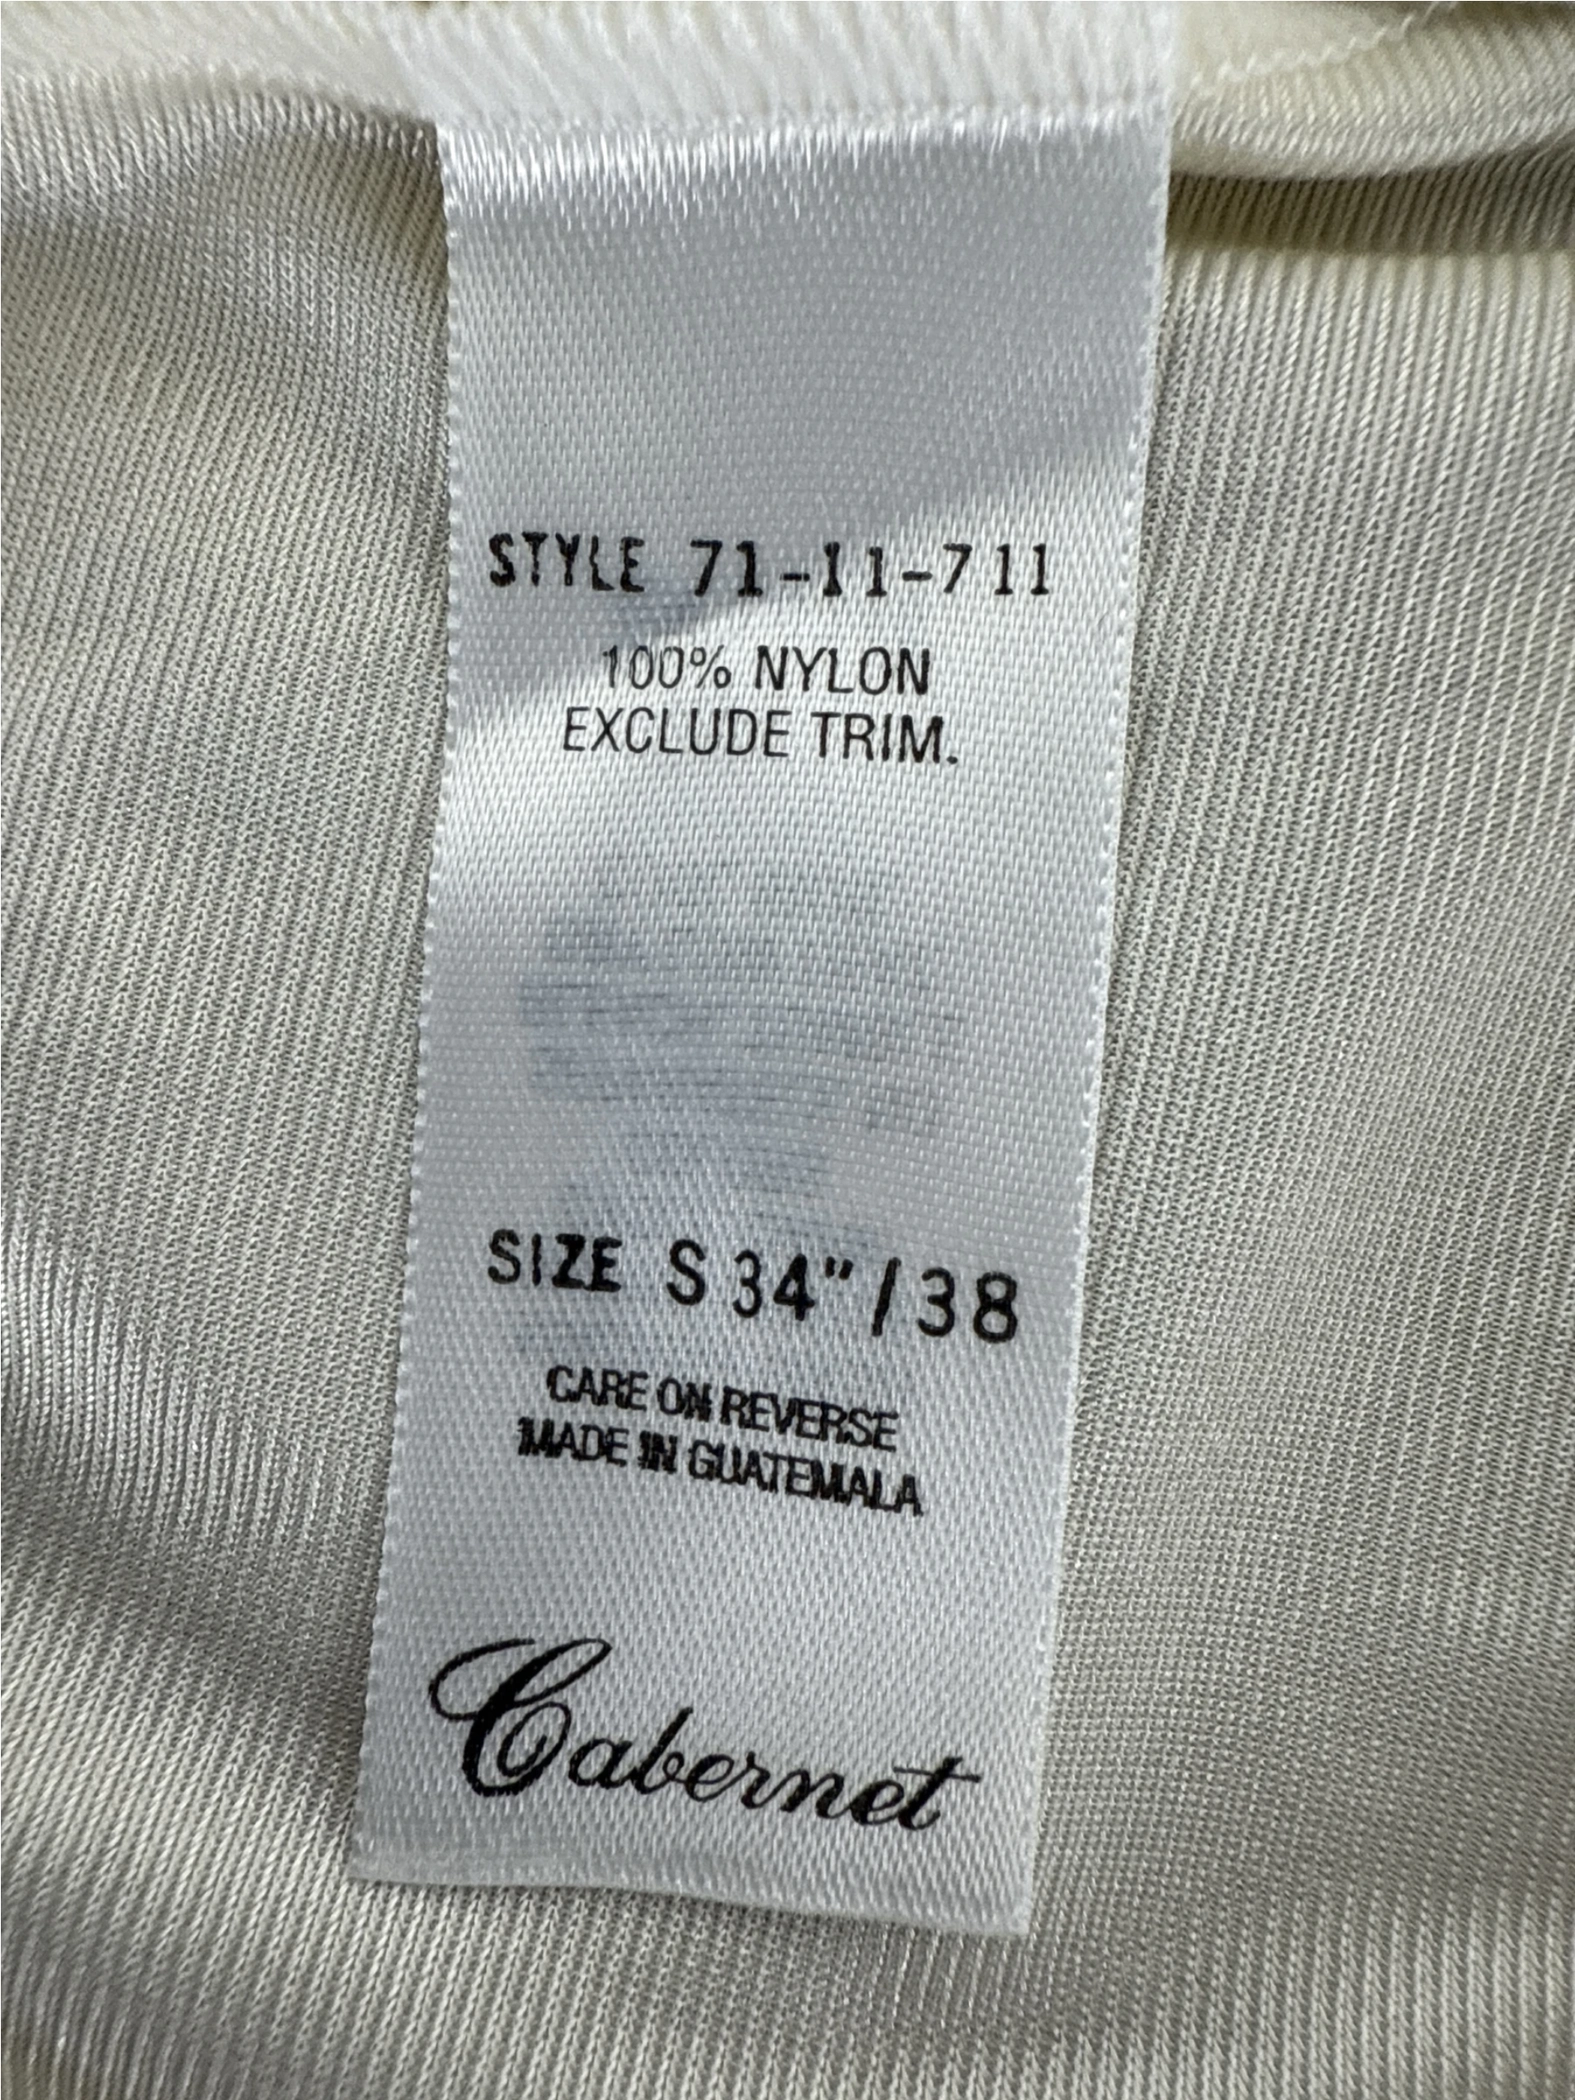 STYLE 71-11-711
100% NYLON
EXCLUDE TRIM.
SIZE S 34"/38
CARE ON REVERSE
MADE IN GUATEMALA
Cabernet